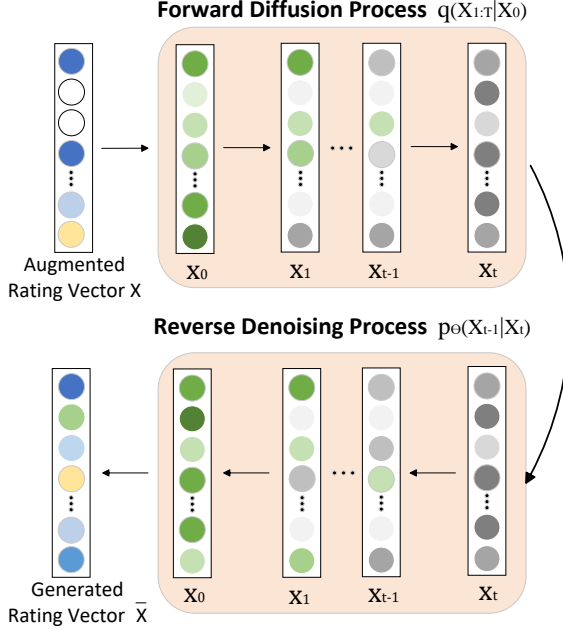 Forward Diffusion Process q(X1:T|X0)
...
Augmented
Rating Vector X
X0
X1
Xt-1
Xt
Reverse Denoising Process pΘ(Xt-1|Xt)
...
Generated
Rating Vector X̄
X0
X1
Xt-1
Xt